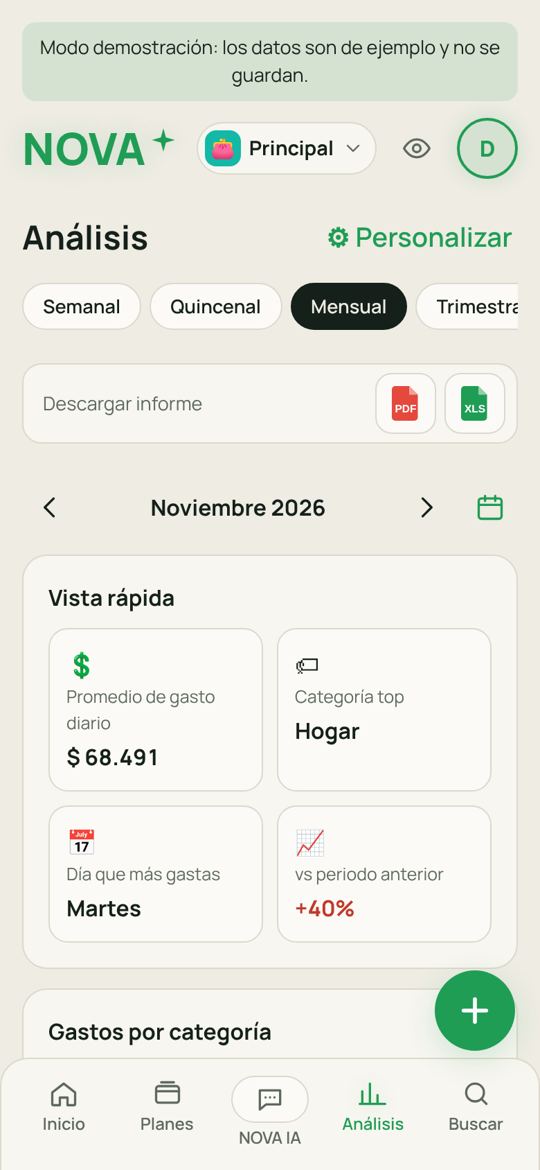 Modo demostración: los datos son de ejemplo y no se
guardan.
NOVA
Principal
D
Análisis
Personalizar
Semanal
Quincenal
Mensual
Trimestra
Descargar informe
PDF
XLS
Noviembre 2026
Vista rápida
Promedio de gasto
diario
$ 68.491
Categoría top
Hogar
July
17
Día que más gastas
Martes
vs periodo anterior
+40%
Gastos por categoría
Inicio
Planes
NOVA IA
Análisis
Buscar